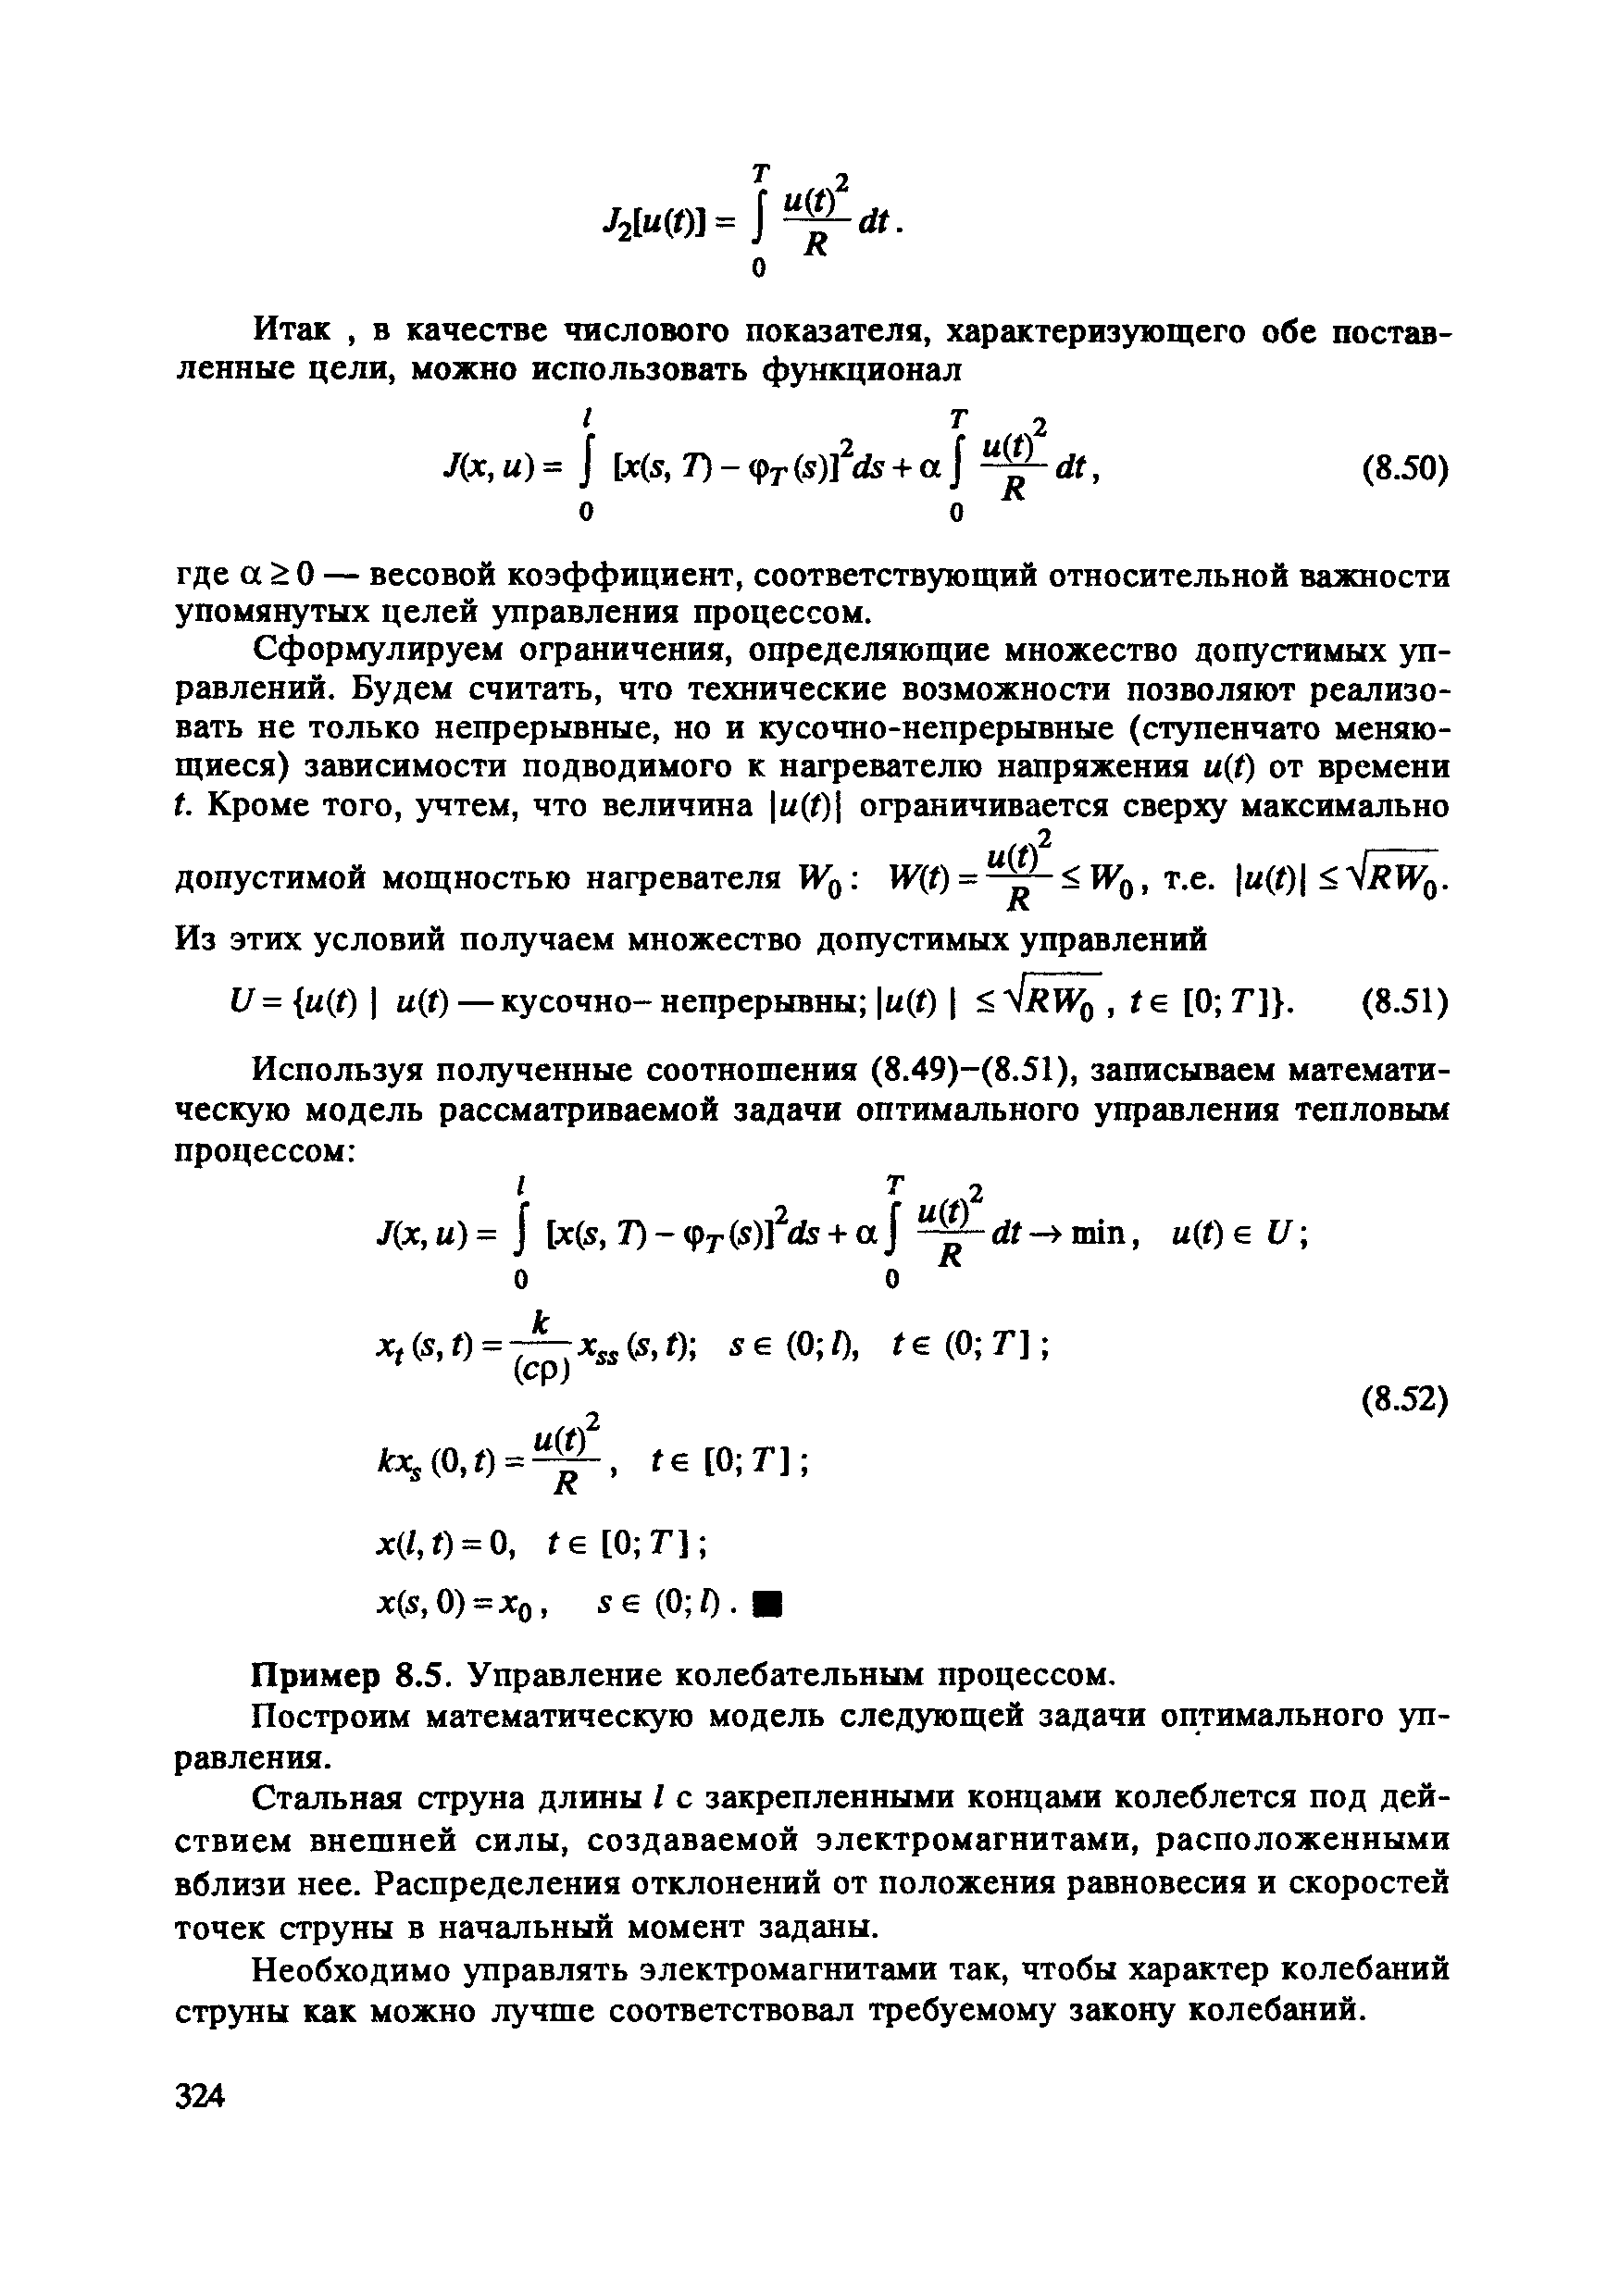 J₂[u(t)] = ∫₀ᵀ u(t)²/R dt .
Итак , в качестве числового показателя, характеризующего обе постав-
ленные цели, можно использовать функционал
J(x, u) = ∫₀ˡ [x(s, T) – φ_T (s)]² ds + α ∫₀ᵀ u(t)²/R dt , (8.50)
где α ≥ 0 — весовой коэффициент, соответствующий относительной важности
упомянутых целей управления процессом.
Сформулируем ограничения, определяющие множество допустимых уп-
равлений. Будем считать, что технические возможности позволяют реализо-
вать не только непрерывные, но и кусочно-непрерывные (ступенчато меняю-
щиеся) зависимости подводимого к нагревателю напряжения u(t) от времени
t. Кроме того, учтем, что величина |u(t)| ограничивается сверху максимально
допустимой мощностью нагревателя W₀ : W(t) = u(t)²/R ≤ W₀ , т.е. |u(t)| ≤ √(RW₀).
Из этих условий получаем множество допустимых управлений
U = {u(t) | u(t) — кусочно- непрерывны; |u(t) | ≤ √(RW₀) , t ∈ [0; T]}. (8.51)
Используя полученные соотношения (8.49)–(8.51), записываем математи-
ческую модель рассматриваемой задачи оптимального управления тепловым
процессом:
J(x, u) = ∫₀ˡ [x(s, T) – φ_T (s)]² ds + α ∫₀ᵀ u(t)²/R dt → min , u(t) ∈ U ;
x_t (s, t) = k/(cρ) x_ss (s, t); s ∈ (0; l), t ∈ (0; T] ;
(8.52)
kx_s (0, t) = u(t)²/R , t ∈ [0; T] ;
x(l, t) = 0, t ∈ [0; T] ;
x(s, 0) = x₀ , s ∈ (0; l) . ■
Пример 8.5. Управление колебательным процессом.
Построим математическую модель следующей задачи оптимального уп-
равления.
Стальная струна длины l с закрепленными концами колеблется под дей-
ствием внешней силы, создаваемой электромагнитами, расположенными
вблизи нее. Распределения отклонений от положения равновесия и скоростей
точек струны в начальный момент заданы.
Необходимо управлять электромагнитами так, чтобы характер колебаний
струны как можно лучше соответствовал требуемому закону колебаний.
324